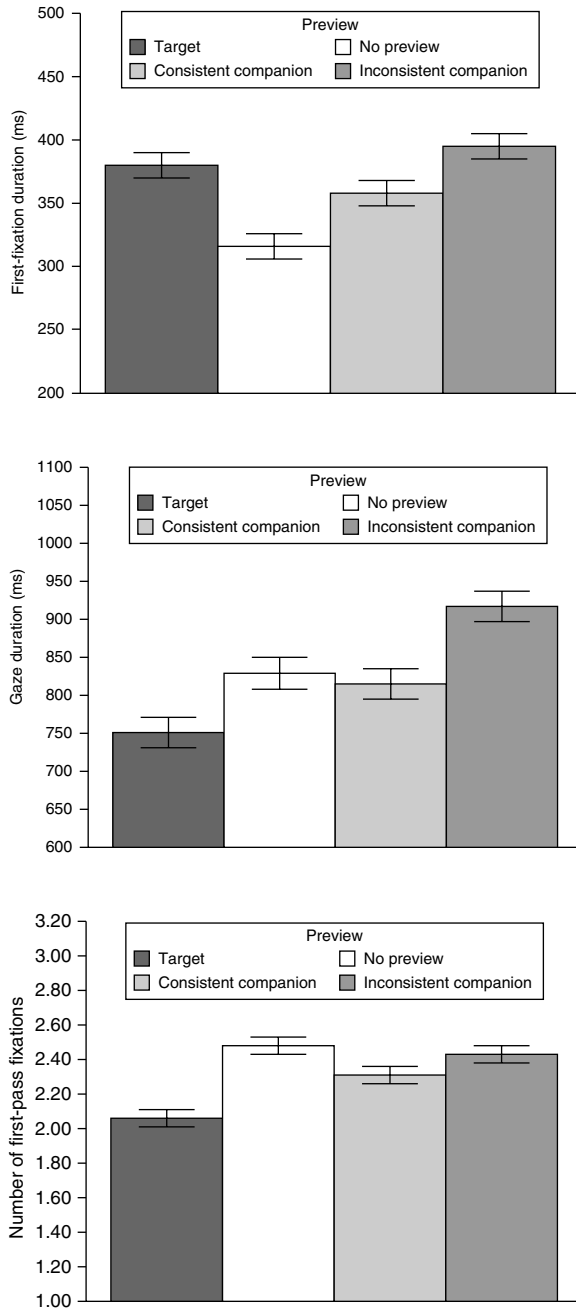 500
450
400
350
300
250
200
First-fixation duration (ms)
Preview
Target No preview
Consistent companion Inconsistent companion
1100
1050
1000
950
900
850
800
750
700
650
600
Gaze duration (ms)
Preview
Target No preview
Consistent companion Inconsistent companion
3.20
3.00
2.80
2.60
2.40
2.20
2.00
1.80
1.60
1.40
1.20
1.00
Number of first-pass fixations
Preview
Target No preview
Consistent companion Inconsistent companion